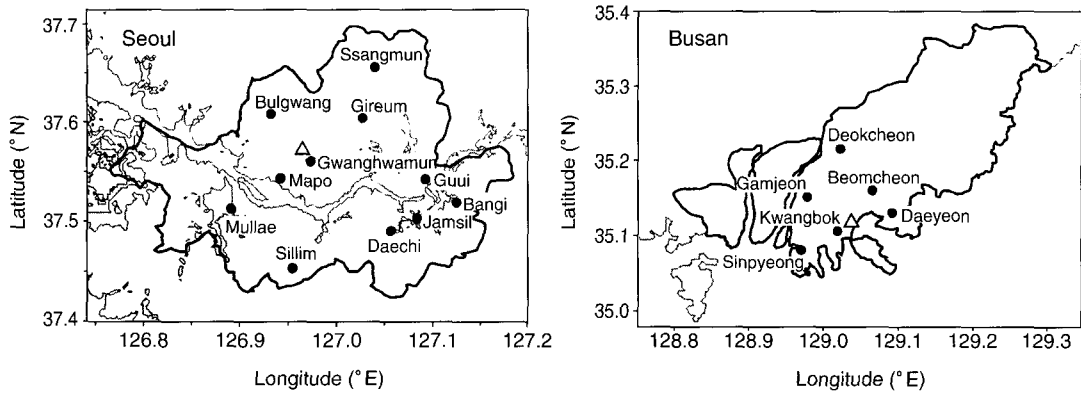 Seoul
37.7
37.6
37.5
37.4
Latitude (°N)
Ssangmun
Bulgwang
Gireum
Gwanghwamun
Mapo
Guui
Bangi
Mullae
Jamsil
Daechi
Sillim
126.8
126.9
127.0
127.1
127.2
Longitude (°E)
Busan
35.4
35.3
35.2
35.1
35.0
Latitude (°N)
Deokcheon
Gamjeon
Beomcheon
Kwangbok
Daeyeon
Sinpyeong
128.8
128.9
129.0
129.1
129.2
129.3
Longitude (°E)